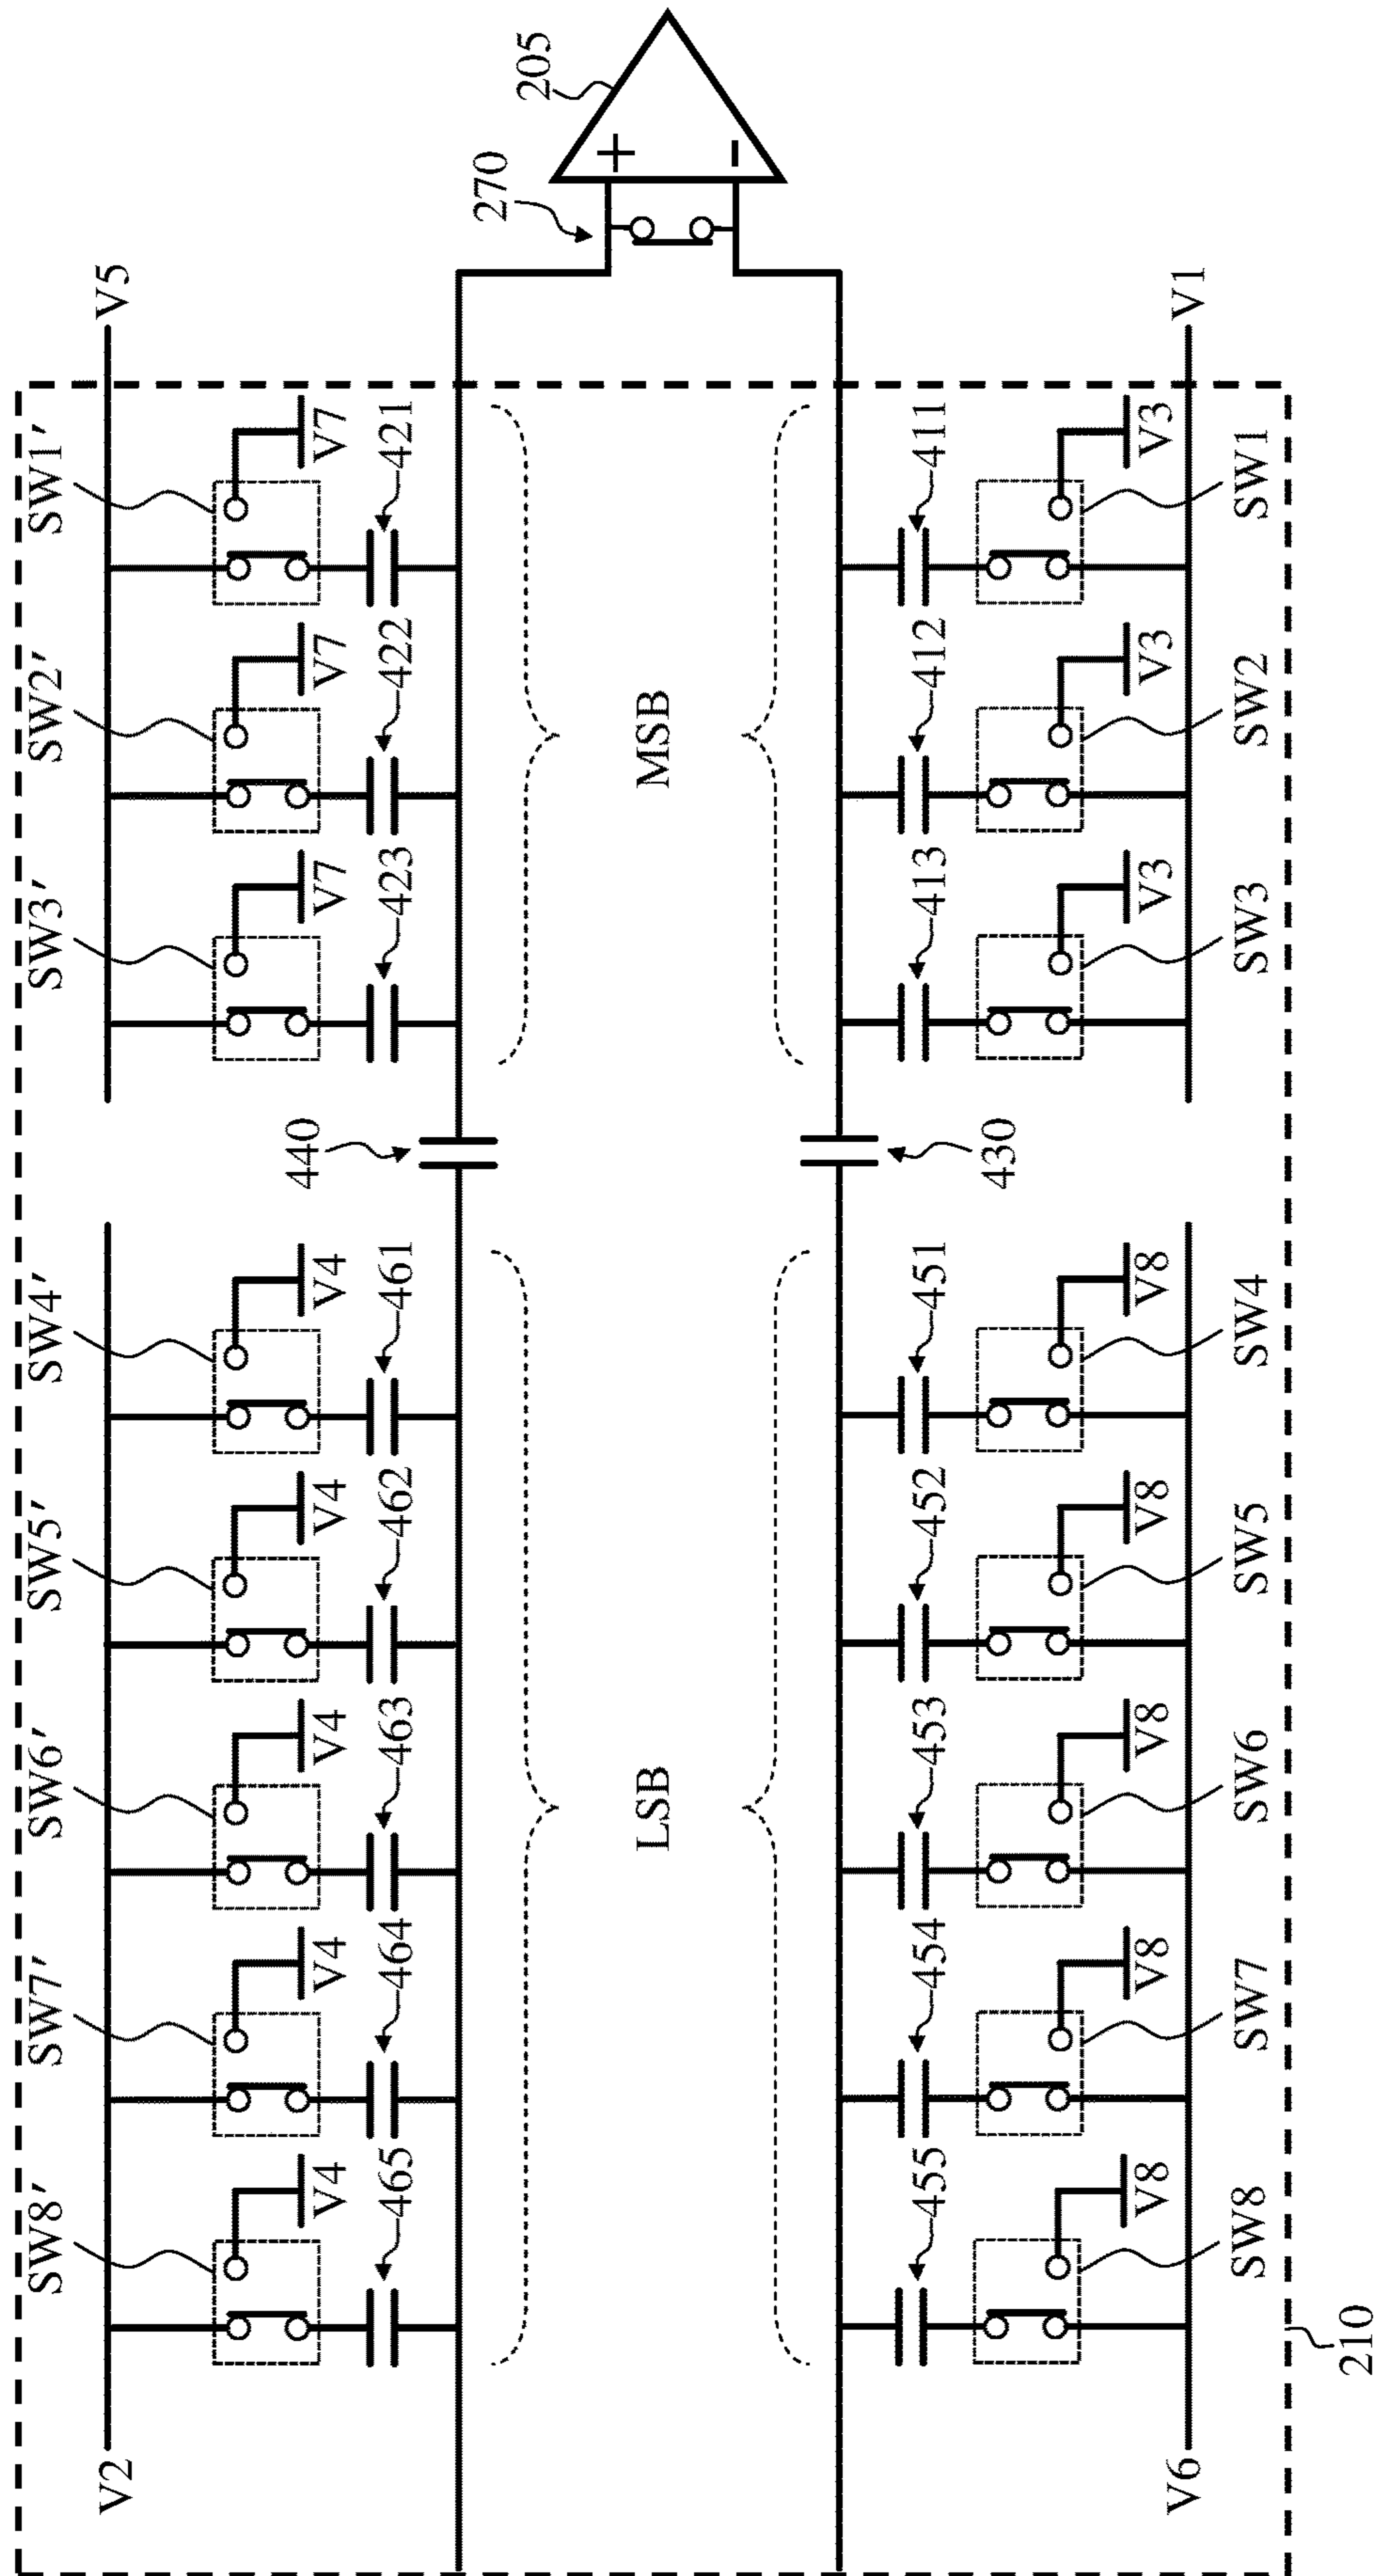 205
270
V5
SW1′
SW2′
SW3′
V7
V7
V7
421
422
423
MSB
411
412
413
V3
V3
V3
SW1
SW2
SW3
V1
440
430
SW4′
SW5′
SW6′
SW7′
SW8′
V4
V4
V4
V4
V4
461
462
463
464
465
LSB
451
452
453
454
455
V8
V8
V8
V8
V8
SW4
SW5
SW6
SW7
SW8
V2
V6
210
+
-